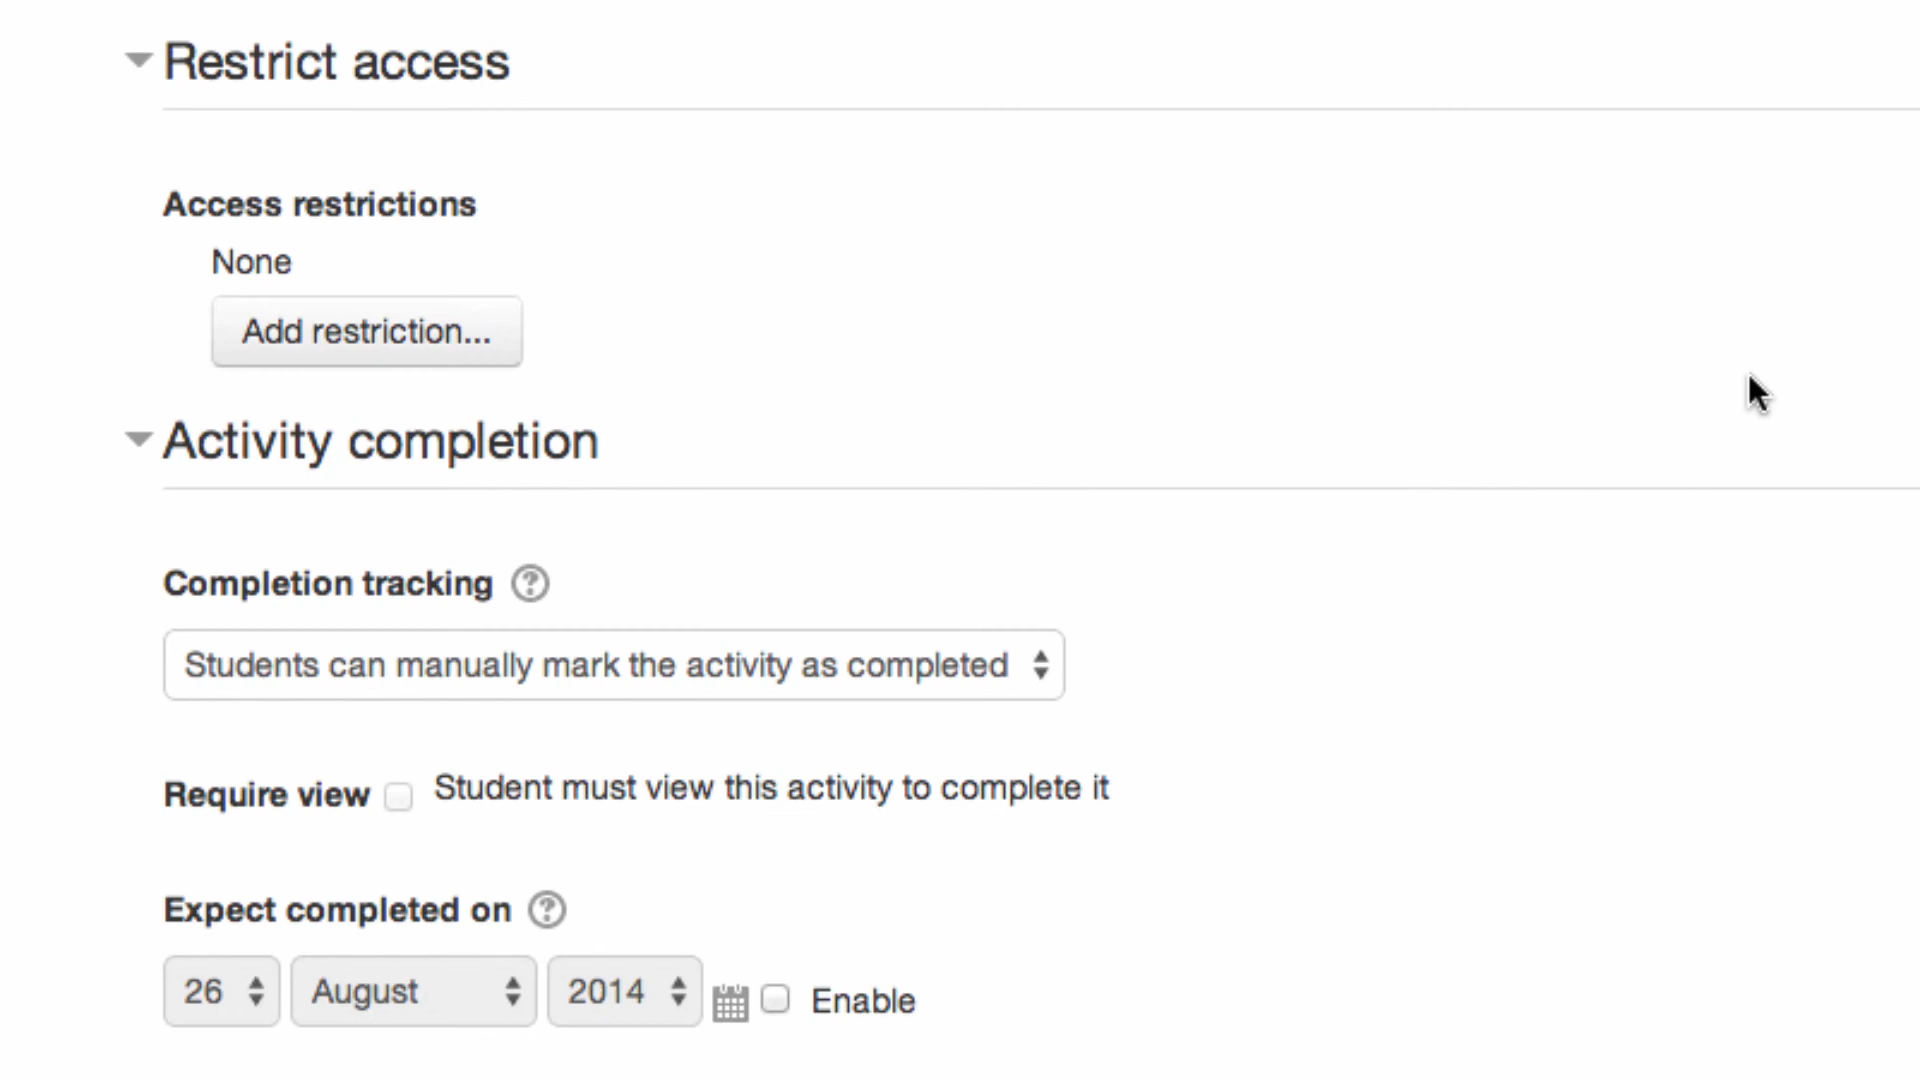 Restrict access
Access restrictions
None
Add restriction...
Activity completion
Completion tracking
Students can manually mark the activity as completed
Require view Student must view this activity to complete it
Expect completed on
26 August 2014 Enable